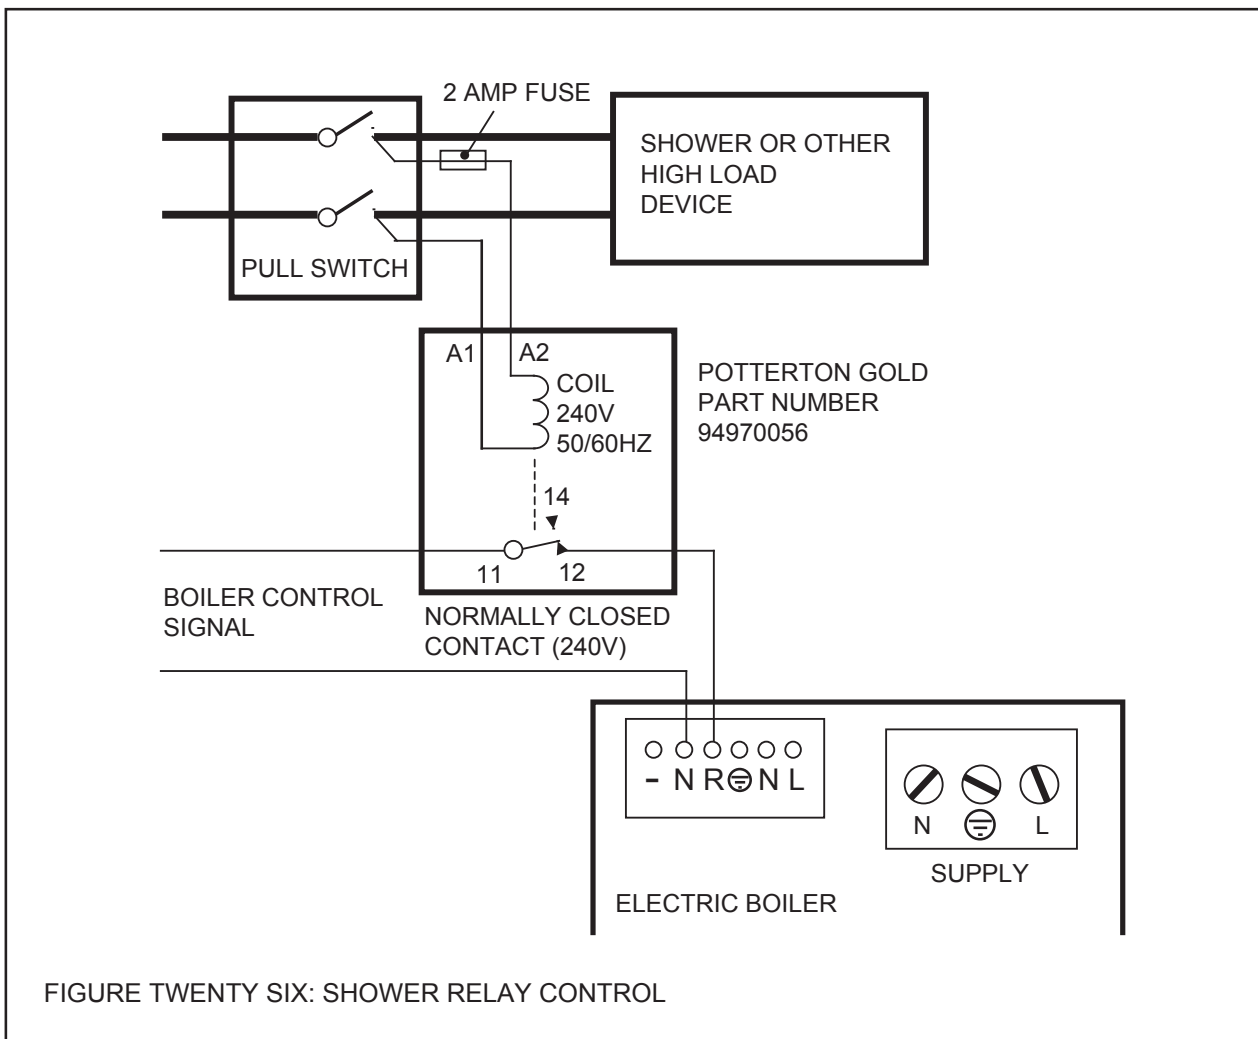 2 AMP FUSE
SHOWER OR OTHER
HIGH LOAD
DEVICE
PULL SWITCH
A1
A2
COIL
240V
50/60HZ
POTTERTON GOLD
PART NUMBER
94970056
14
11
12
BOILER CONTROL
SIGNAL
NORMALLY CLOSED
CONTACT (240V)
- N R ⏚ N L
N ⏚ L
SUPPLY
ELECTRIC BOILER
FIGURE TWENTY SIX: SHOWER RELAY CONTROL